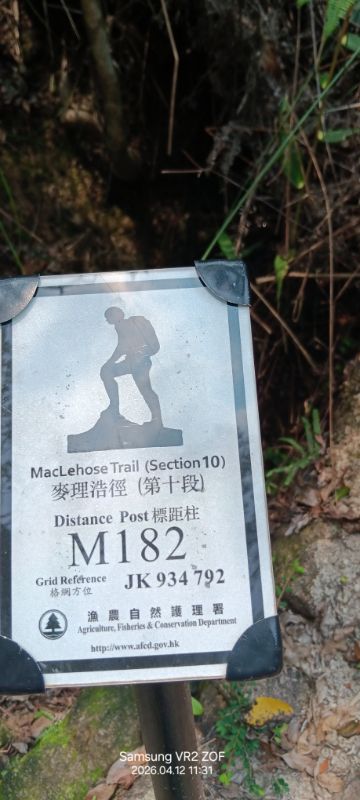 MacLehose Trail (Section 10)
麥理浩徑 (第十段)
Distance Post 標距柱
M182
Grid Reference JK 934 792
格網方位
漁農自然護理署
Agriculture, Fisheries & Conservation Department
http://www.afcd.gov.hk
Samsung VR2 ZOF
2026.04.12 11:31